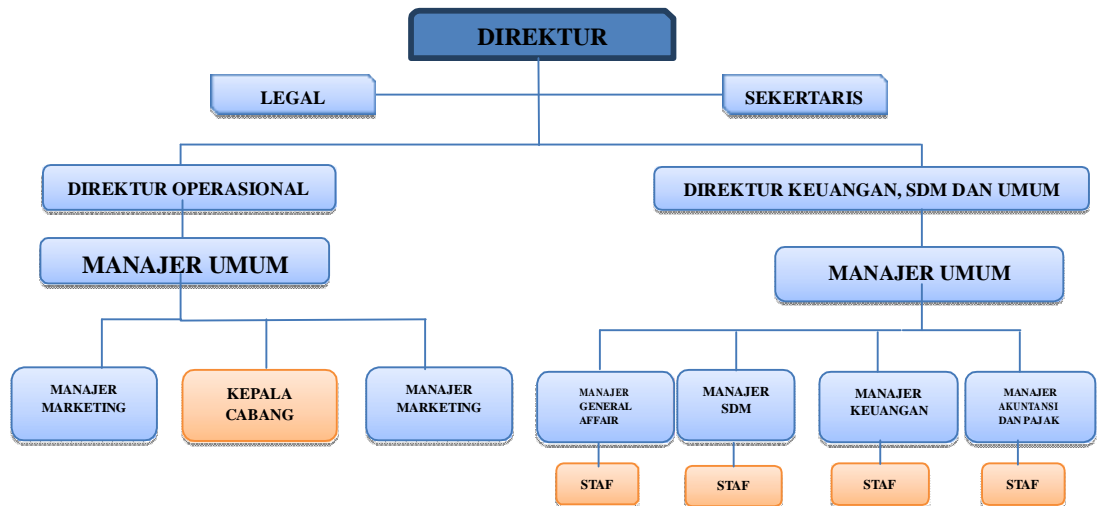 DIREKTUR
LEGAL
SEKERTARIS
DIREKTUR OPERASIONAL
DIREKTUR KEUANGAN, SDM DAN UMUM
MANAJER UMUM
MANAJER UMUM
MANAJER
MARKETING
KEPALA
CABANG
MANAJER
MARKETING
MANAJER
GENERAL
AFFAIR
MANAJER
SDM
MANAJER
KEUANGAN
MANAJER
AKUNTANSI
DAN PAJAK
STAF
STAF
STAF
STAF